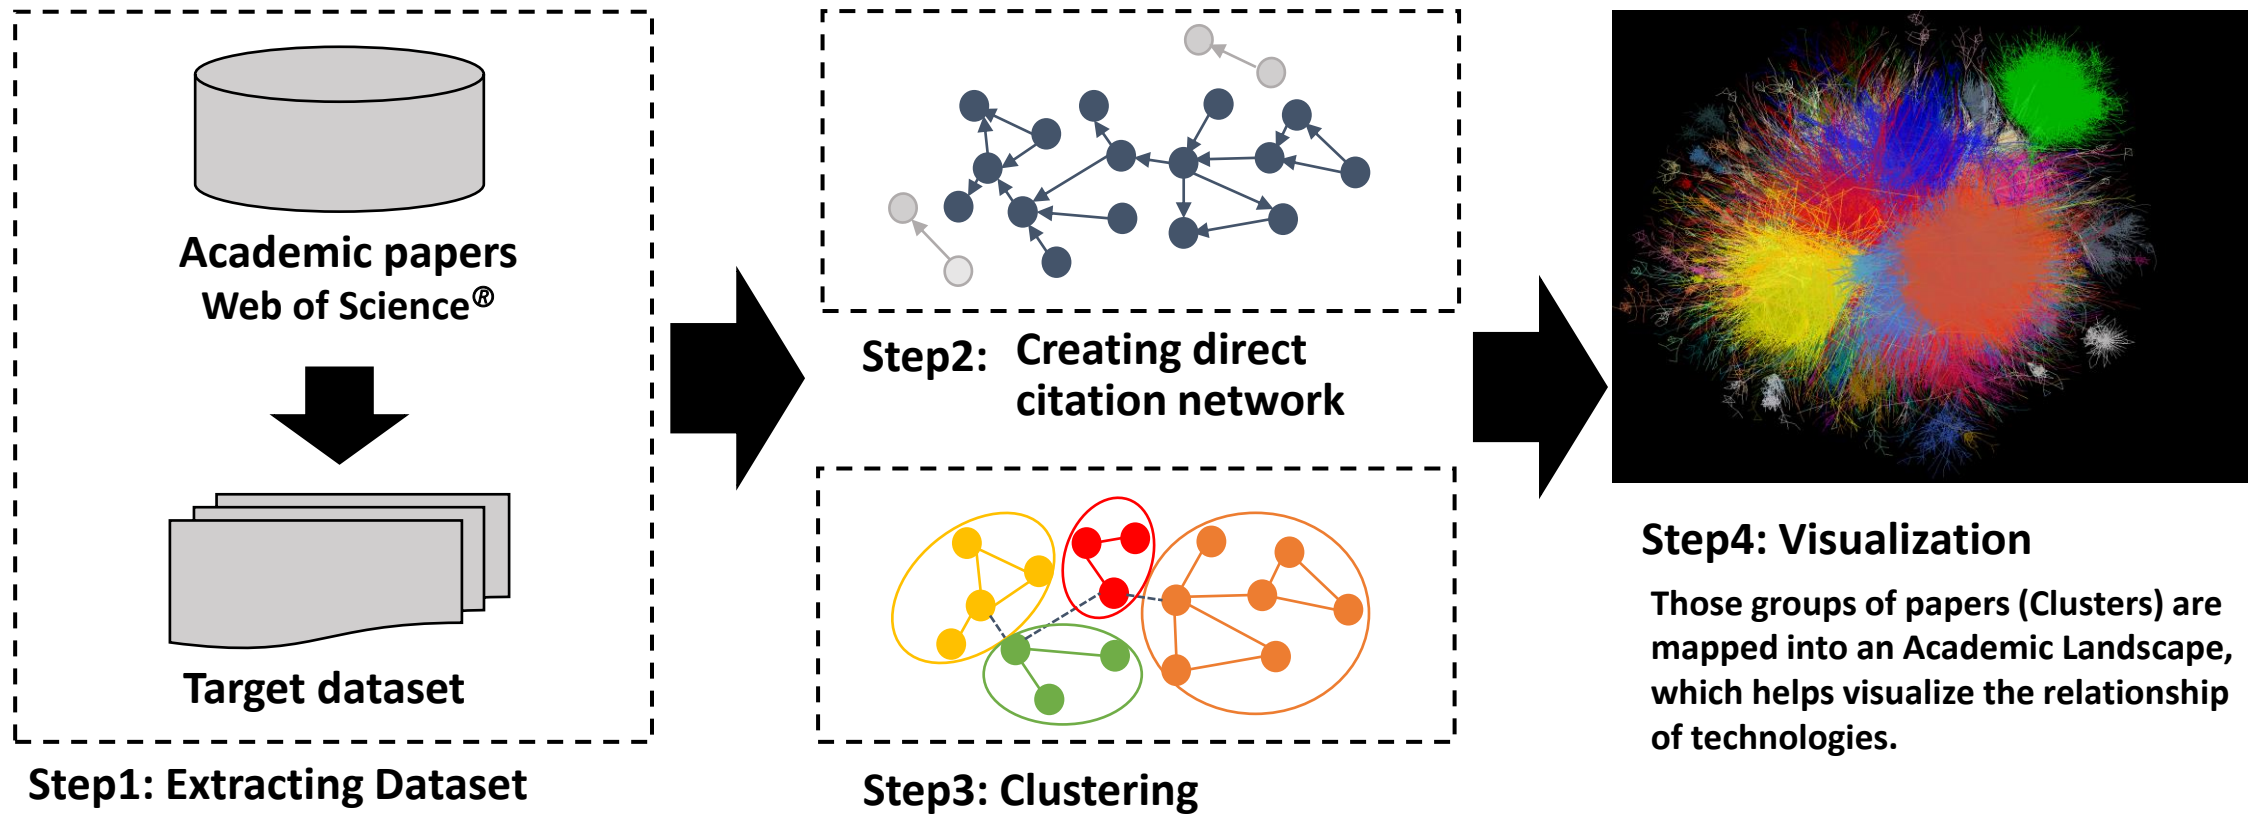 Academic papers
Web of Science®
Target dataset
Step1: Extracting Dataset
Step2: Creating direct
citation network
Step3: Clustering
Step4: Visualization
Those groups of papers (Clusters) are
mapped into an Academic Landscape,
which helps visualize the relationship
of technologies.